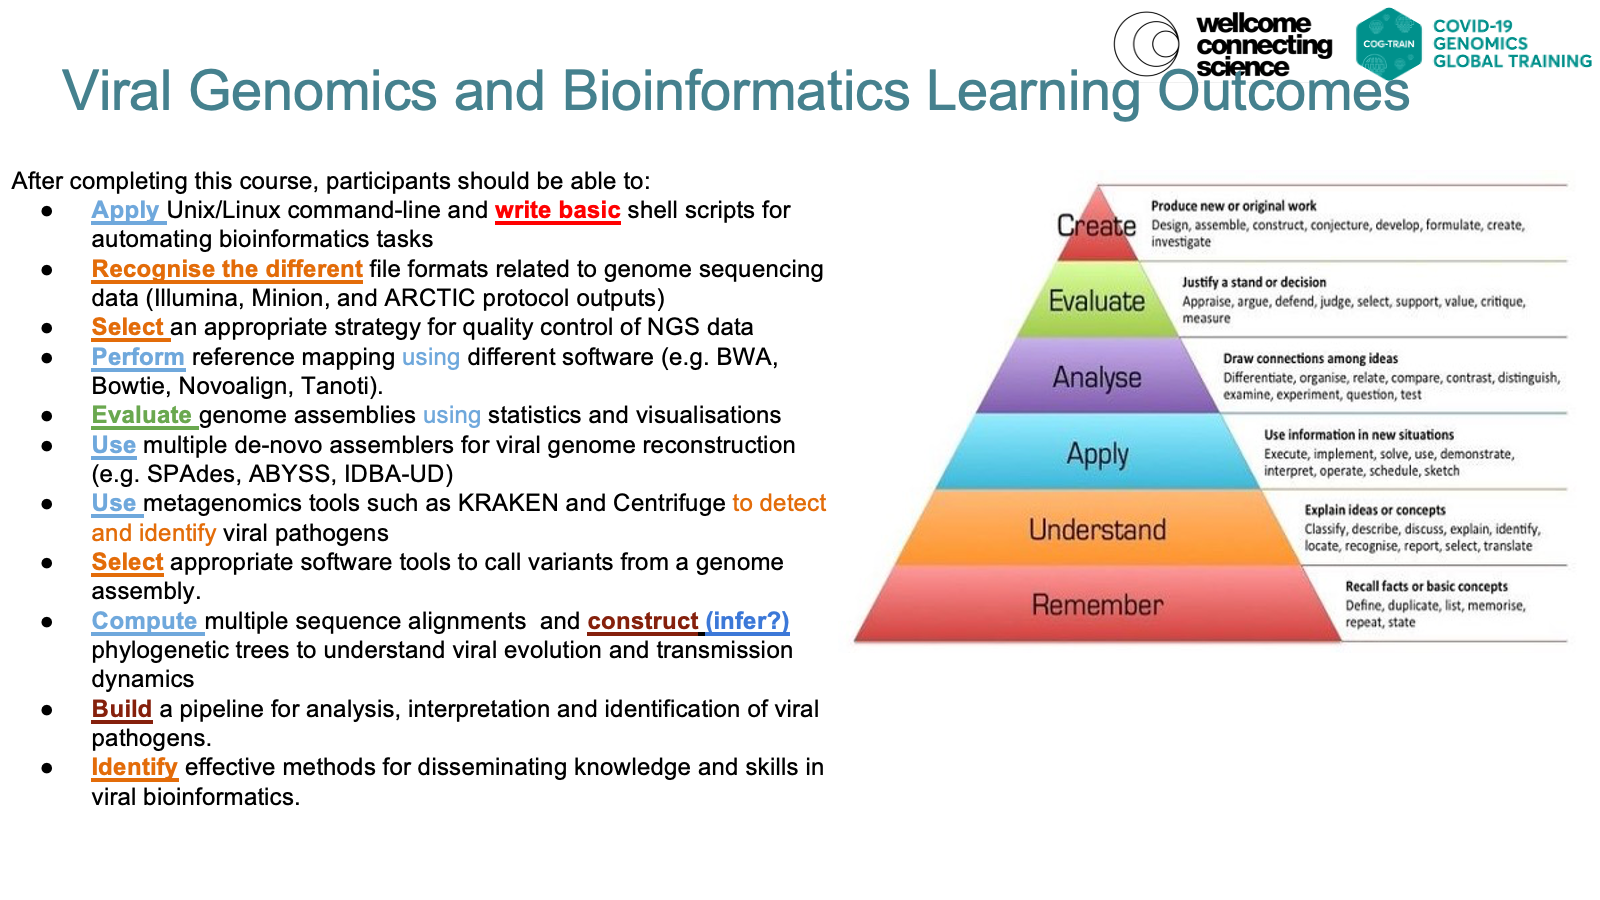 wellcome
connecting
science
COG-TRAIN
COVID-19
GENOMICS
GLOBAL TRAINING
Viral Genomics and Bioinformatics Learning Outcomes
After completing this course, participants should be able to:
● Apply Unix/Linux command-line and write basic shell scripts for
automating bioinformatics tasks
● Recognise the different file formats related to genome sequencing
data (Illumina, Minion, and ARCTIC protocol outputs)
● Select an appropriate strategy for quality control of NGS data
● Perform reference mapping using different software (e.g. BWA,
Bowtie, Novoalign, Tanoti).
● Evaluate genome assemblies using statistics and visualisations
● Use multiple de-novo assemblers for viral genome reconstruction
(e.g. SPAdes, ABYSS, IDBA-UD)
● Use metagenomics tools such as KRAKEN and Centrifuge to detect
and identify viral pathogens
● Select appropriate software tools to call variants from a genome
assembly.
● Compute multiple sequence alignments and construct (infer?)
phylogenetic trees to understand viral evolution and transmission
dynamics
● Build a pipeline for analysis, interpretation and identification of viral
pathogens.
● Identify effective methods for disseminating knowledge and skills in
viral bioinformatics.
Create
Produce new or original work
Design, assemble, construct, conjecture, develop, formulate, create,
investigate
Evaluate
Justify a stand or decision
Appraise, argue, defend, judge, select, support, value, critique,
measure
Analyse
Draw connections among ideas
Differentiate, organise, relate, compare, contrast, distinguish,
examine, experiment, question, test
Apply
Use information in new situations
Execute, implement, solve, use, demonstrate,
interpret, operate, schedule, sketch
Understand
Explain ideas or concepts
Classify, describe, discuss, explain, identify,
locate, recognise, report, select, translate
Remember
Recall facts or basic concepts
Define, duplicate, list, memorise,
repeat, state